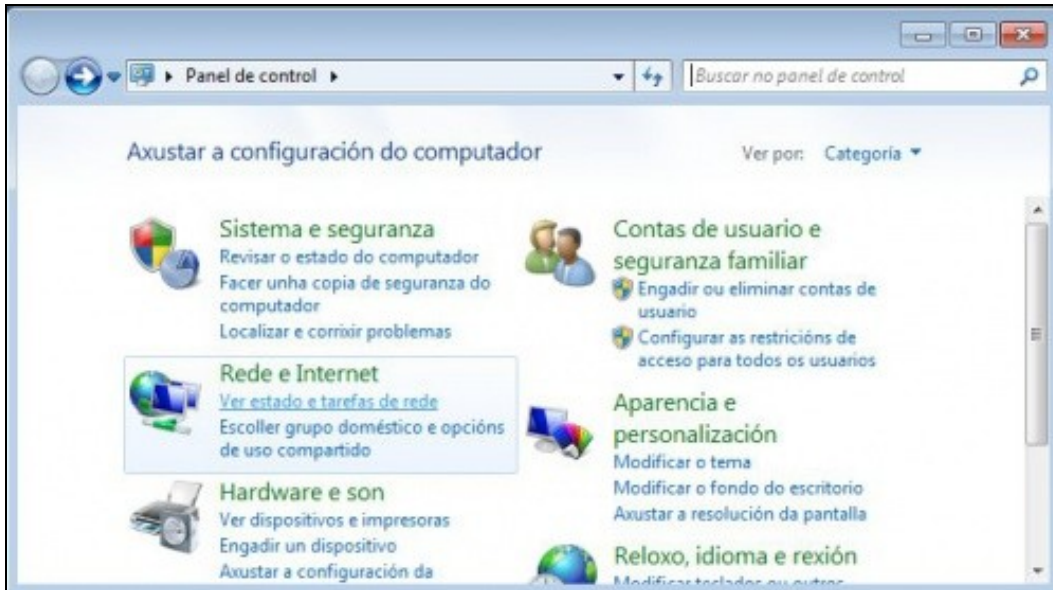 Panel de control
Buscar no panel de control
Axustar a configuración do computador
Ver por: Categoría
Sistema e seguranza
Revisar o estado do computador
Facer unha copia de seguranza do
computador
Localizar e corrixir problemas
Rede e Internet
Ver estado e tarefas de rede
Escoller grupo doméstico e opcións
de uso compartido
Hardware e son
Ver dispositivos e impresoras
Engadir un dispositivo
Axustar a configuración da
Contas de usuario e
seguranza familiar
Engadir ou eliminar contas de
usuario
Configurar as restricións de
acceso para todos os usuarios
Aparencia e
personalización
Modificar o tema
Modificar o fondo do escritorio
Axustar a resolución da pantalla
Reloxo, idioma e rexión
Modificar teclados ou outros